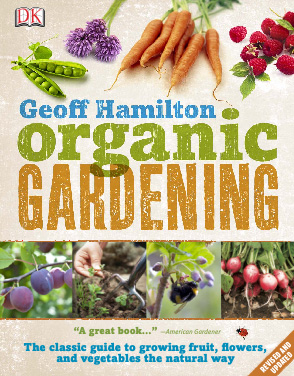 DK
Geoff Hamilton
organic
GARDENING
"A great book..." —American Gardener
The classic guide to growing fruit, flowers,
and vegetables the natural way
REVISED AND
UPDATED